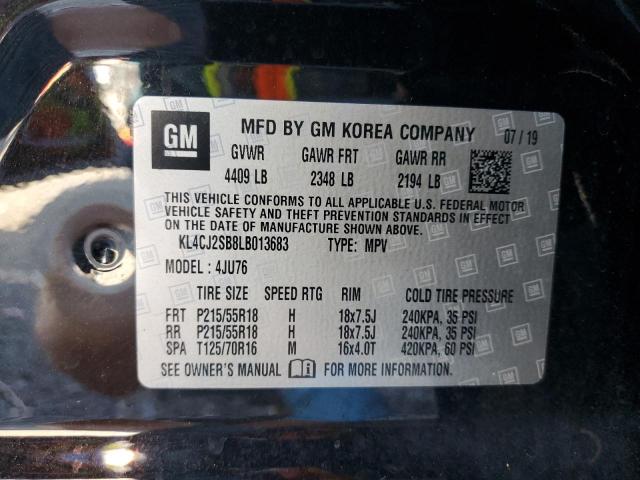 GM
MFD BY GM KOREA COMPANY 07/19
GVWR GAWR FRT GAWR RR
4409 LB 2348 LB 2194 LB
THIS VEHICLE CONFORMS TO ALL APPLICABLE U.S. FEDERAL MOTOR
VEHICLE SAFETY AND THEFT PREVENTION STANDARDS IN EFFECT
ON THE DATE OF MANUFACTURE SHOWN ABOVE.
KL4CJ2SB8LB013683 TYPE: MPV
MODEL: 4JU76
TIRE SIZE SPEED RTG RIM COLD TIRE PRESSURE
FRT P215/55R18 H 18x7.5J 240KPA, 35 PSI
RR P215/55R18 H 18x7.5J 240KPA, 35 PSI
SPA T125/70R16 M 16x4.0T 420KPA, 60 PSI
SEE OWNER'S MANUAL FOR MORE INFORMATION.